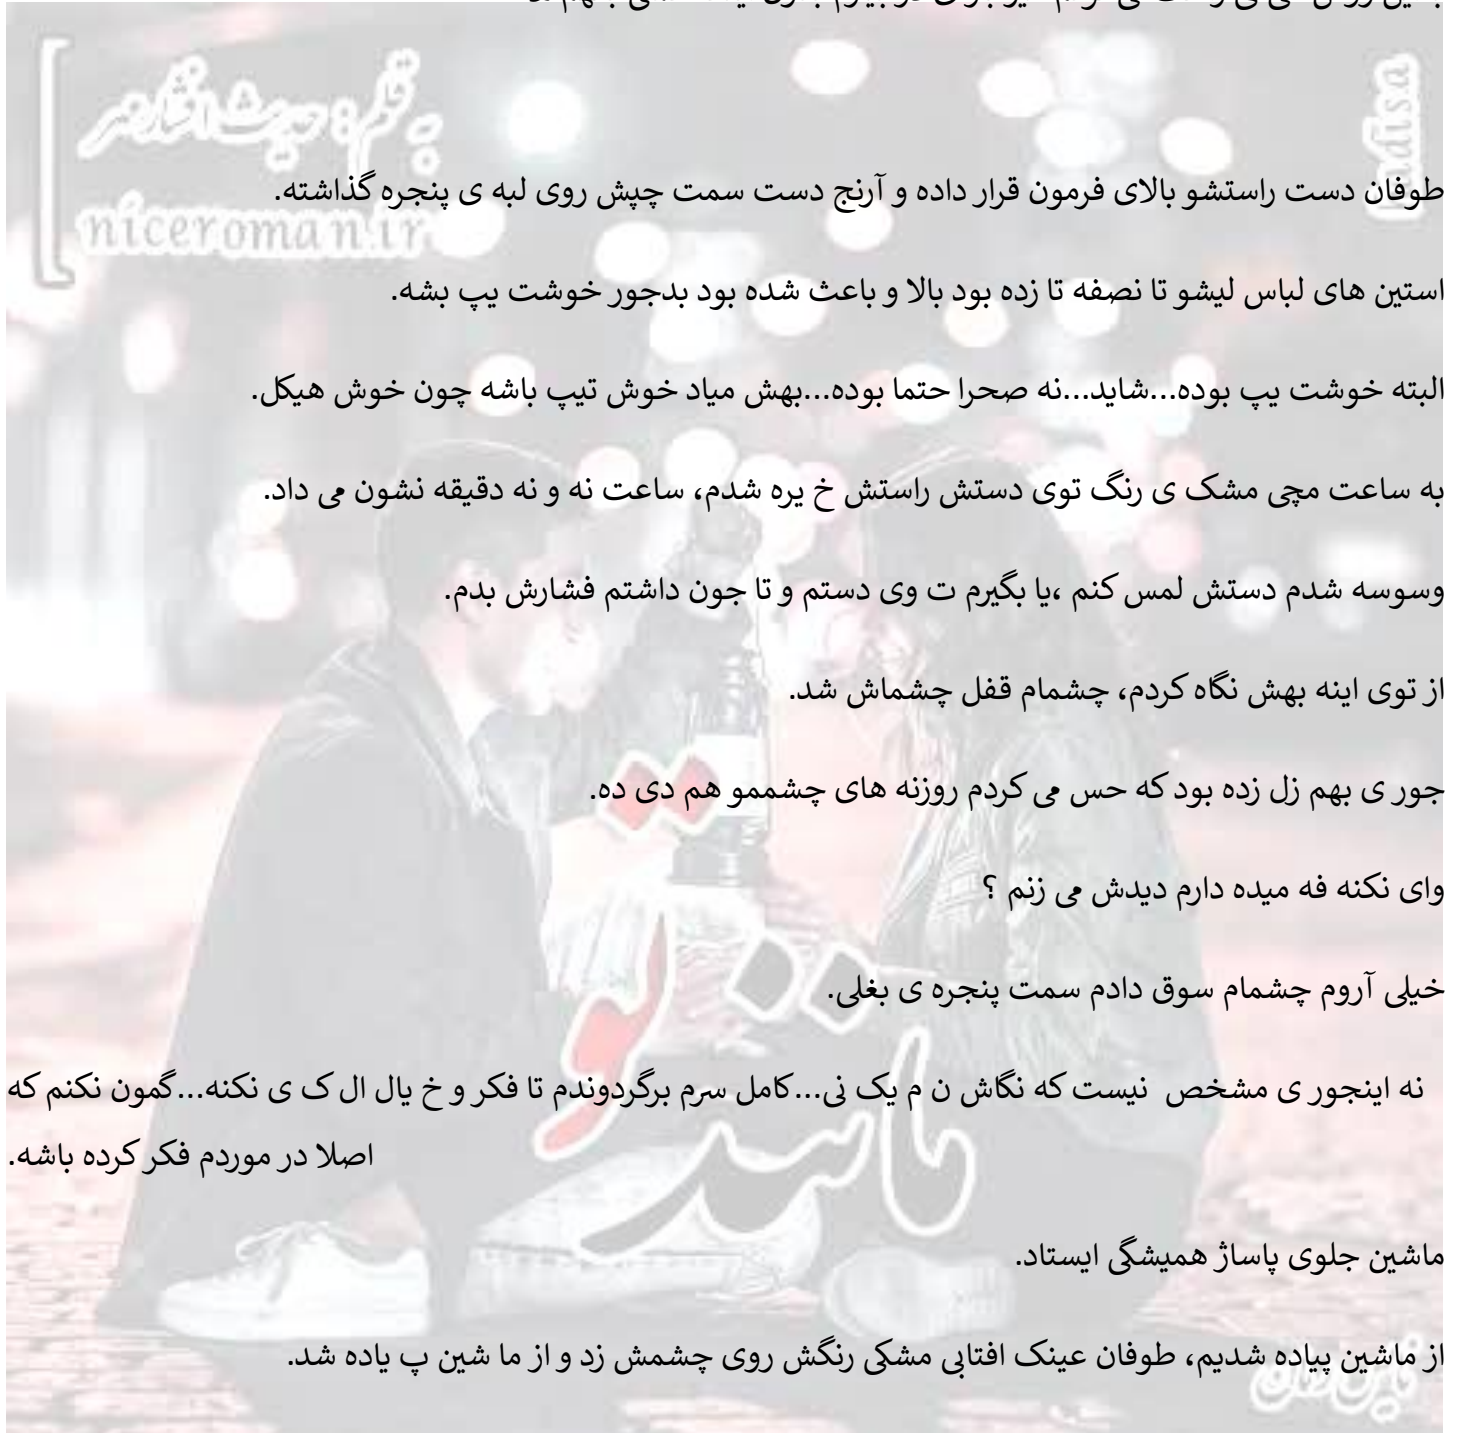 به قلم: حدیث افشارمهر
niceroman.ir
طوفان دست راستشو بالای فرمون قرار داده و آرنج دست سمت چپش روی لبه ی پنجره گذاشته.
استین های لباس لیشو تا نصفه تا زده بود بالا و باعث شده بود بدجور خوشت یپ بشه.
البته خوشت یپ بوده...شاید...نه صحرا حتما بوده...بهش میاد خوش تیپ باشه چون خوش هیکل.
به ساعت مچی مشک ی رنگ توی دستش راستش خ یره شدم، ساعت نه و نه دقیقه نشون می داد.
وسوسه شدم دستش لمس کنم ،یا بگیرم ت وی دستم و تا جون داشتم فشارش بدم.
از توی اینه بهش نگاه کردم، چشمام قفل چشماش شد.
جور ی بهم زل زده بود که حس می کردم روزنه های چشممو هم دی ده.
وای نکنه فه میده دارم دیدش می زنم ؟
خیلی آروم چشمام سوق دادم سمت پنجره ی بغلی.
نه اینجور ی مشخص نیست که نگاش ن م یک نی...کامل سرم برگردوندم تا فکر و خ یال ال ک ی نکنه...گمون نکنم که
اصلا در موردم فکر کرده باشه.
مانند تو
ماشین جلوی پاساژ همیشگی ایستاد.
از ماشین پیاده شدیم، طوفان عینک افتابی مشکی رنگش روی چشمش زد و از ما شین پ یاده شد.